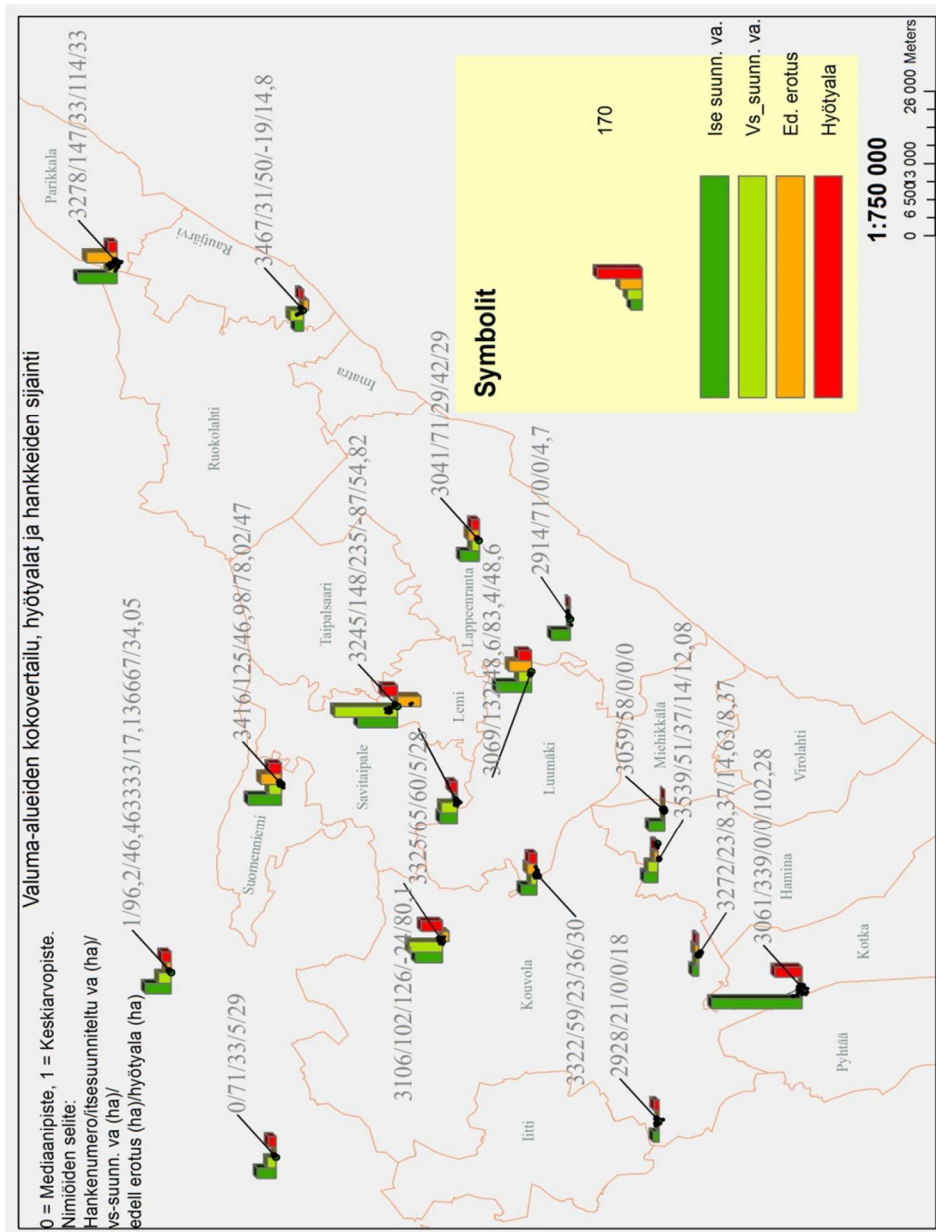 Valuma-alueiden kokovertailu, hyötyalat ja hankkeiden sijainti
0 = Mediaanipiste, 1 = Keskiarvopiste.
Nimiöiden selite:
Hankenumero/itsesuunniteltu va (ha)/
vs-suunn. va (ha)/
edell erotus (ha)/hyötyala (ha)
1/96,2/46,463333/17,136667/34,05
0/71/33/5/29
Parikkala
3278/147/33/114/33
Rautjärvi
3467/31/50/-19/14,8
Ruokolahti
Imatra
3416/125/46,98/78,02/47
Suomenniemi
Taipalsaari
3245/148/235/-87/54,82
Savitaipale
3041/71/29/42/29
Lappeenranta
Lemi
3106/102/126/-24/80,1
3325/65/60/5/28
3069/132/48,6/83,4/48,6
2914/71/0/0/4,7
Kouvola
Luumäki
Iitti
3322/59/23/36/30
3059/58/0/0/0
2928/21/0/0/18
Miehikkälä
3539/51/37/14/12,08
3272/23/8,37/14,63/8,37
Virolahti
3061/339/0/0/102,28
Hamina
Kotka
Pyhtää
Symbolit
170
Ise suunn. va.
Vs_suunn. va.
Ed. erotus
Hyötyala
1:750 000
0 6 50013 000 26 000 Meters